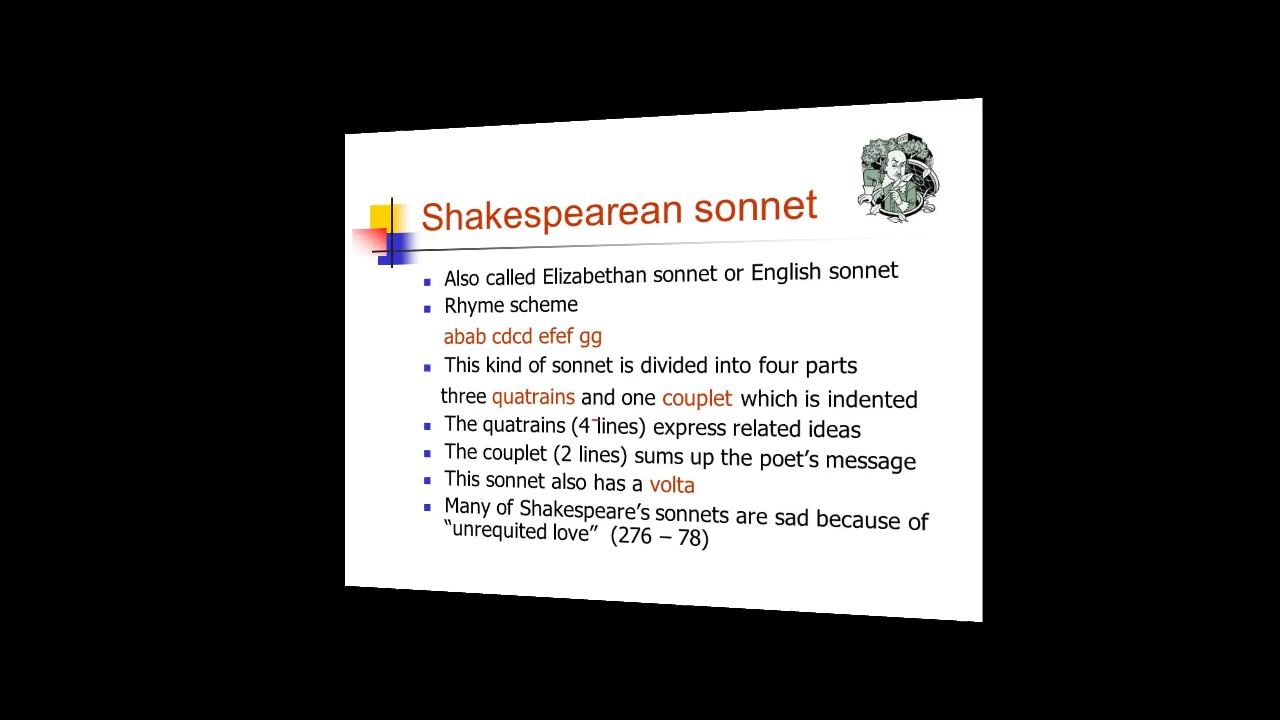 Shakespearean sonnet
Also called Elizabethan sonnet or English sonnet
Rhyme scheme
abab cdcd efef gg
This kind of sonnet is divided into four parts
three quatrains and one couplet which is indented
The quatrains (4 lines) express related ideas
The couplet (2 lines) sums up the poet's message
This sonnet also has a volta
Many of Shakespeare's sonnets are sad because of
“unrequited love” (276 – 78)